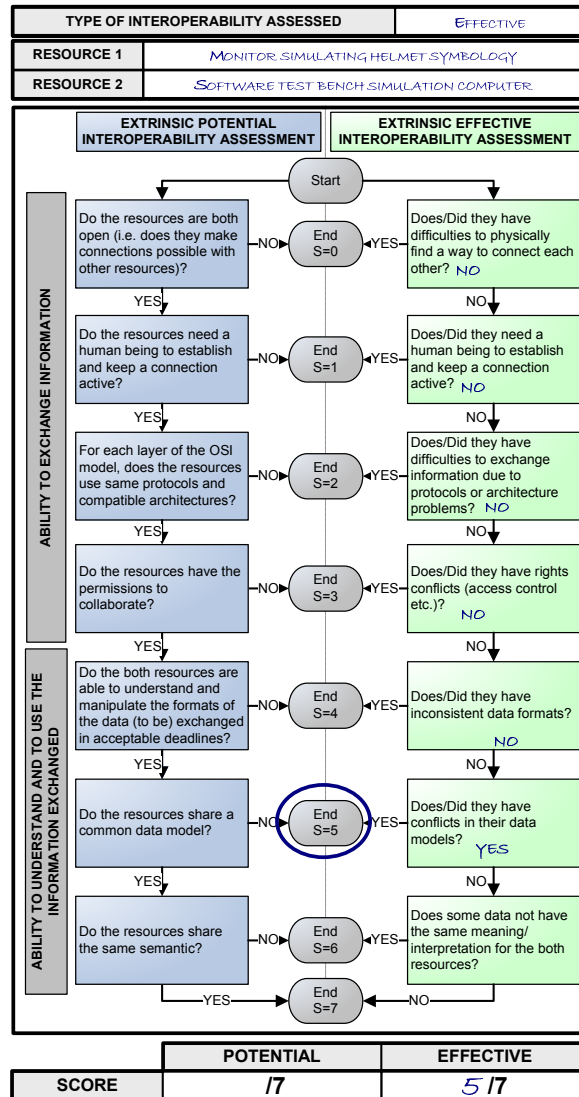 TYPE OF INTEROPERABILITY ASSESSED EFFECTIVE
RESOURCE 1 MONITOR SIMULATING HELMET SYMBOLOGY
RESOURCE 2 SOFTWARE TEST BENCH SIMULATION COMPUTER
EXTRINSIC POTENTIAL
INTEROPERABILITY ASSESSMENT
EXTRINSIC EFFECTIVE
INTEROPERABILITY ASSESSMENT
Start
ABILITY TO EXCHANGE INFORMATION
Do the resources are both
open (i.e. does they make
connections possible with
other resources)?
NO
End
S=0
YES
Does/Did they have
difficulties to physically
find a way to connect each
other? NO
YES
NO
Do the resources need a
human being to establish
and keep a connection
active?
NO
End
S=1
YES
Does/Did they need a
human being to establish
and keep a connection
active? NO
YES
NO
For each layer of the OSI
model, does the resources
use same protocols and
compatible architectures?
NO
End
S=2
YES
Does/Did they have
difficulties to exchange
information due to
protocols or architecture
problems? NO
YES
NO
Do the resources have the
permissions to
collaborate?
NO
End
S=3
YES
Does/Did they have rights
conflicts (access control
etc.)?
NO
YES
NO
ABILITY TO UNDERSTAND AND TO USE THE
INFORMATION EXCHANGED
Do the both resources are
able to understand and
manipulate the formats of
the data (to be) exchanged
in acceptable deadlines?
NO
End
S=4
YES
Does/Did they have
inconsistent data formats?
NO
YES
NO
Do the resources share a
common data model?
NO
End
S=5
YES
Does/Did they have
conflicts in their data
models? YES
YES
NO
Do the resources share
the same semantic?
NO
End
S=6
YES
Does some data not have
the same meaning/
interpretation for the both
resources?
YES
End
S=7
NO
POTENTIAL EFFECTIVE
SCORE /7 5 /7